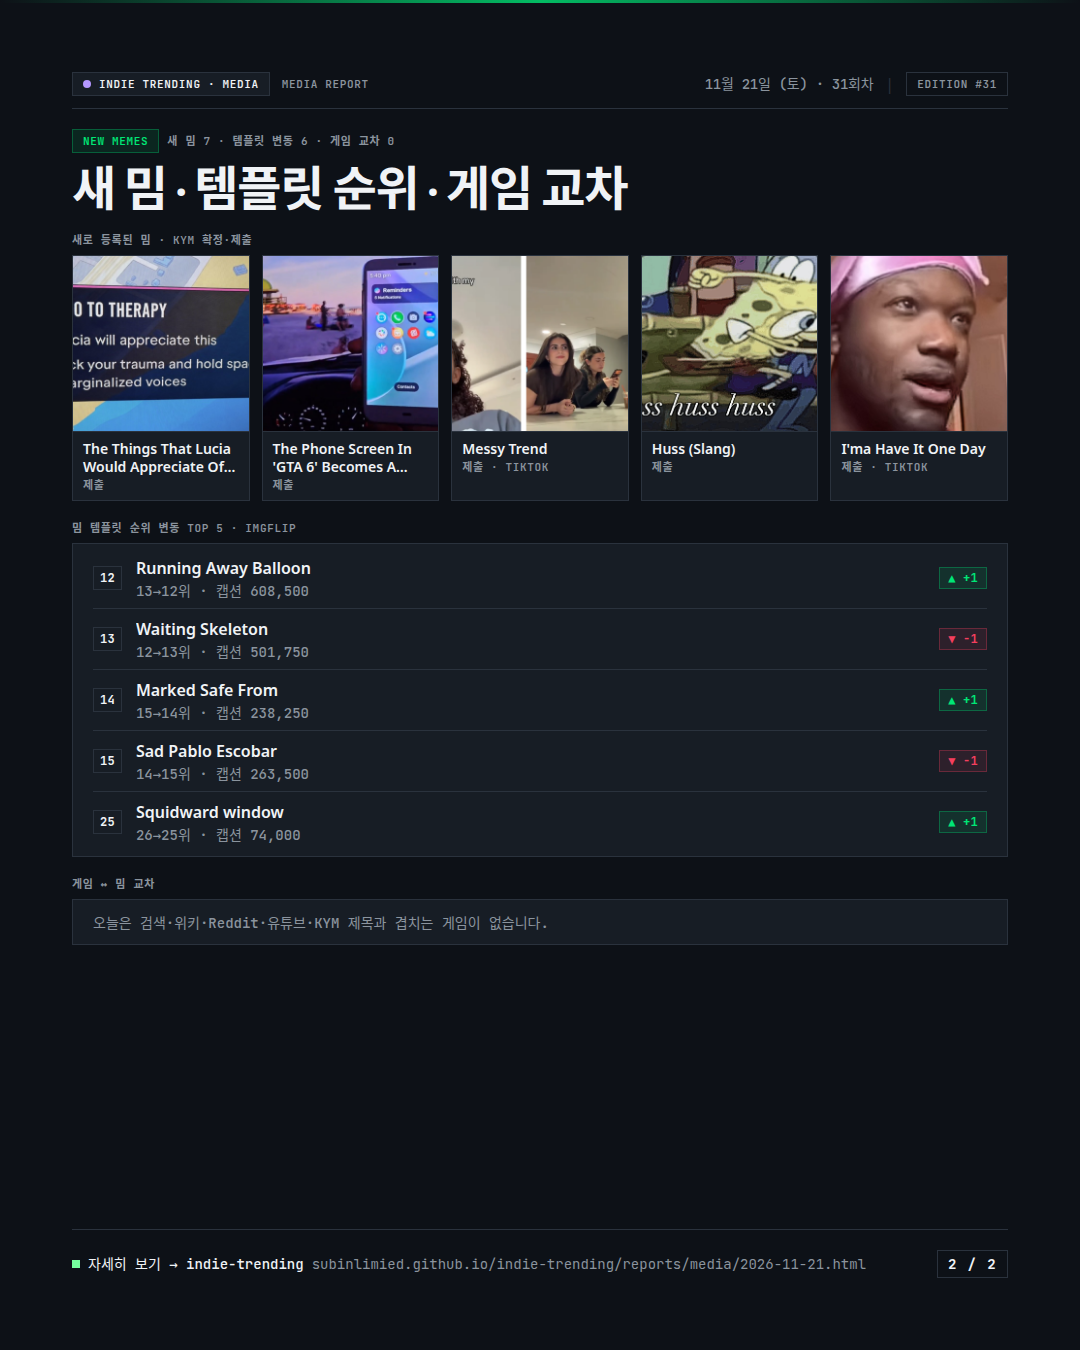 INDIE TRENDING · MEDIA
MEDIA REPORT
11월 21일 (토) · 31회차
EDITION #31
NEW MEMES
새 밈 7 · 템플릿 변동 6 · 게임 교차 0
새 밈·템플릿 순위·게임 교차
새로 등록된 밈 · KYM 확정·제출
O TO THERAPY
cia will appreciate this
ck your trauma and hold spa
arginalized voices
The Things That Lucia
Would Appreciate Of…
제출
Reminders
Contacts
The Phone Screen In
'GTA 6' Becomes A…
제출
th my
Messy Trend
제출 · TIKTOK
ss huss huss
Huss (Slang)
제출
I'ma Have It One Day
제출 · TIKTOK
밈 템플릿 순위 변동 TOP 5 · IMGFLIP
12
Running Away Balloon
13→12위 · 캡션 608,500
▲ +1
13
Waiting Skeleton
12→13위 · 캡션 501,750
▼ -1
14
Marked Safe From
15→14위 · 캡션 238,250
▲ +1
15
Sad Pablo Escobar
14→15위 · 캡션 263,500
▼ -1
25
Squidward window
26→25위 · 캡션 74,000
▲ +1
게임 ↔ 밈 교차
오늘은 검색·위키·Reddit·유튜브·KYM 제목과 겹치는 게임이 없습니다.
자세히 보기 → indie-trending subinlimied.github.io/indie-trending/reports/media/2026-11-21.html
2 / 2